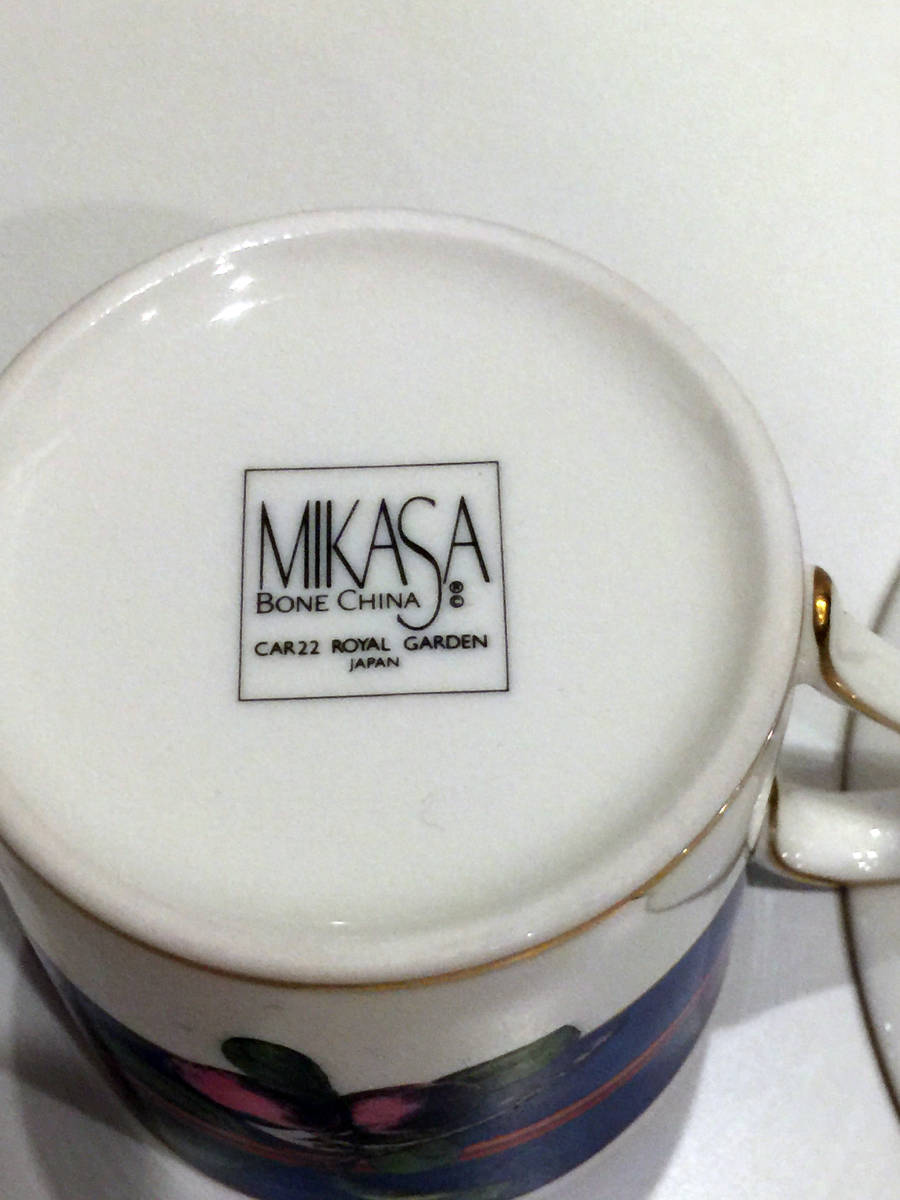 MIKASA
BONE CHINA ® ©
CAR22 ROYAL GARDEN
JAPAN